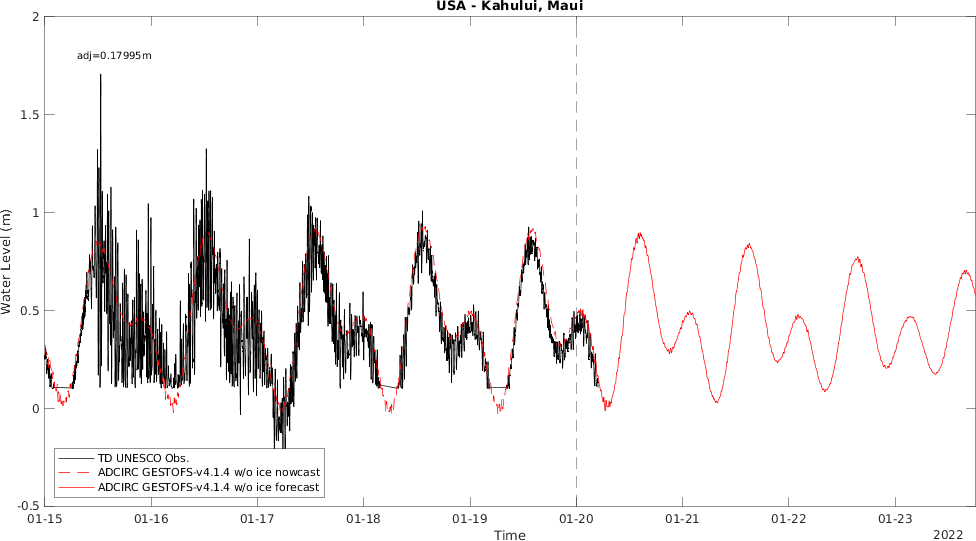 USA - Kahului, Maui
adj=0.17995m
Water Level (m)
2
1.5
1
0.5
0
-0.5
TD UNESCO Obs.
ADCIRC GESTOFS-v4.1.4 w/o ice nowcast
ADCIRC GESTOFS-v4.1.4 w/o ice forecast
01-15 01-16 01-17 01-18 01-19 01-20 01-21 01-22 01-23
Time
2022